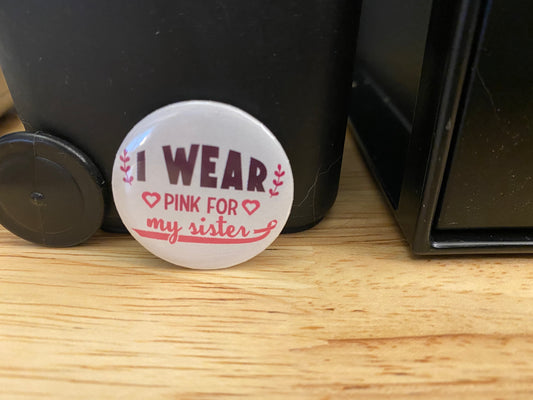 I WEAR
PINK FOR
my sister